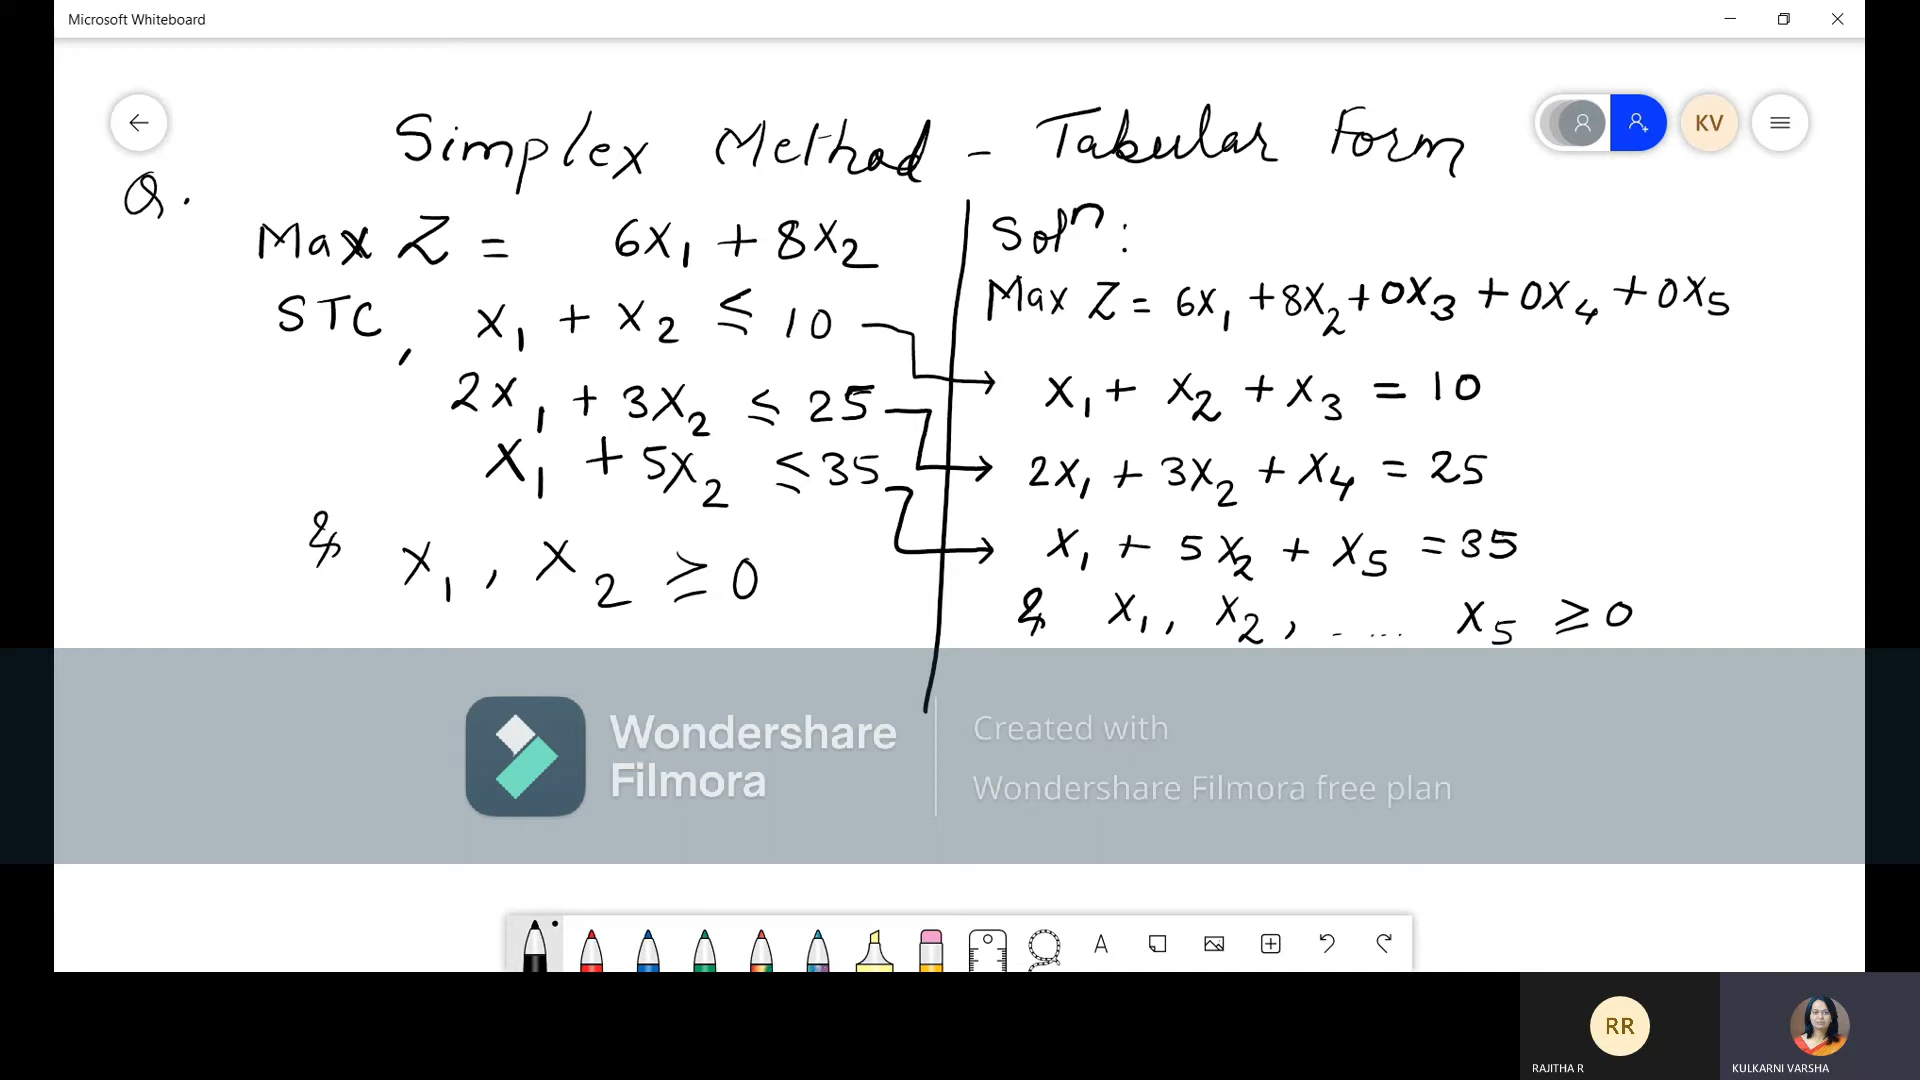 Microsoft Whiteboard
Simplex Method - Tabular Form
KV
Q.
Max Z = 6x₁ + 8x₂
STC, x₁ + x₂ ≤ 10
2x₁ + 3x₂ ≤ 25
x₁ + 5x₂ ≤ 35
& x₁, x₂ ≥ 0
Solⁿ:
Max Z = 6x₁ + 8x₂ + 0x₃ + 0x₄ + 0x₅
x₁ + x₂ + x₃ = 10
2x₁ + 3x₂ + x₄ = 25
x₁ + 5x₂ + x₅ = 35
& x₁, x₂, ..... x₅ ≥ 0
Wondershare
Filmora
Created with
Wondershare Filmora free plan
A
RR
RAJITHA R
KULKARNI VARSHA